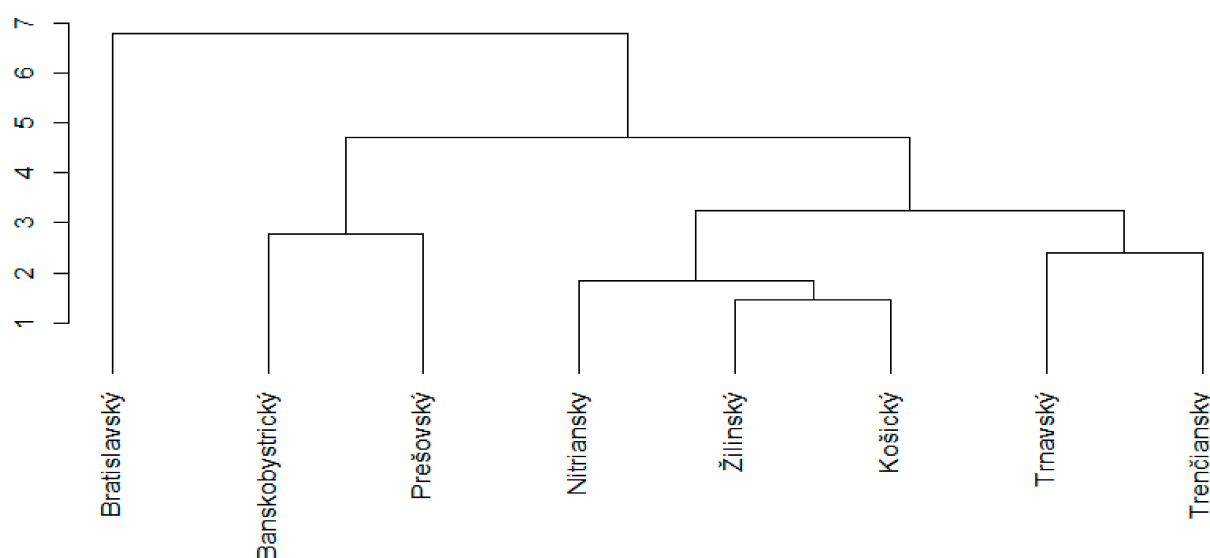 7
6
5
4
3
2
1
Bratislavský
Banskobystrický
Prešovský
Nitriansky
Žilinský
Košický
Trnavský
Trenčiansky